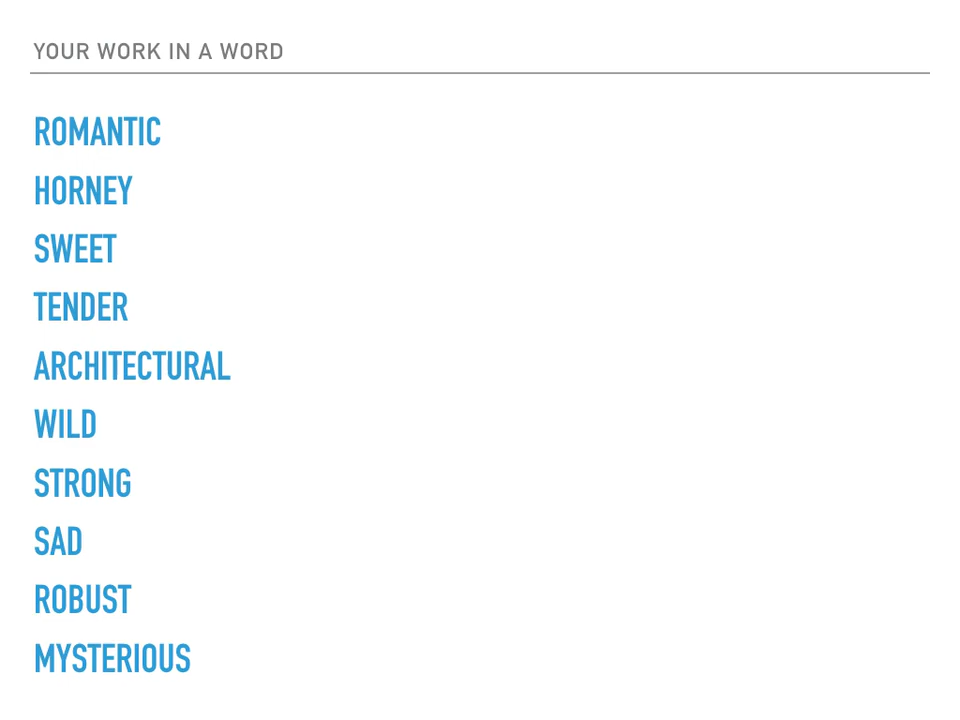 YOUR WORK IN A WORD
ROMANTIC
HORNEY
SWEET
TENDER
ARCHITECTURAL
WILD
STRONG
SAD
ROBUST
MYSTERIOUS